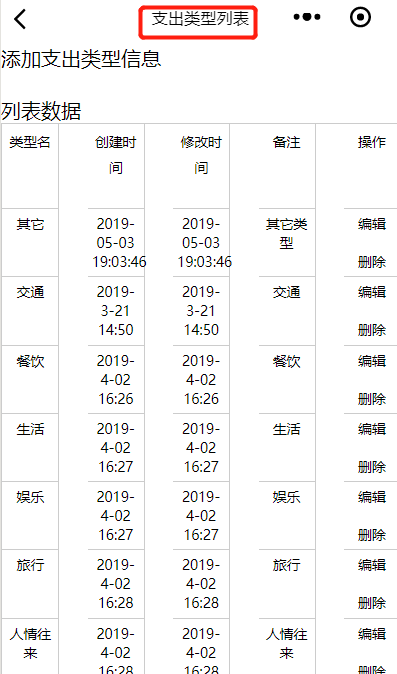 支出类型列表
添加支出类型信息
列表数据
类型名 创建时 修改时 备注 操作
间 间
其它 2019- 2019- 其它类 编辑
05-03 05-03 型
19:03:46 19:03:46 删除
交通 2019- 2019- 交通 编辑
3-21 3-21
14:50 14:50 删除
餐饮 2019- 2019- 餐饮 编辑
4-02 4-02
16:26 16:26 删除
生活 2019- 2019- 生活 编辑
4-02 4-02
16:27 16:27 删除
娱乐 2019- 2019- 娱乐 编辑
4-02 4-02
16:27 16:27 删除
旅行 2019- 2019- 旅行 编辑
4-02 4-02
16:28 16:28 删除
人情往 2019- 2019- 人情往 编辑
来 4-02 4-02 来
16:28 16:28 删除